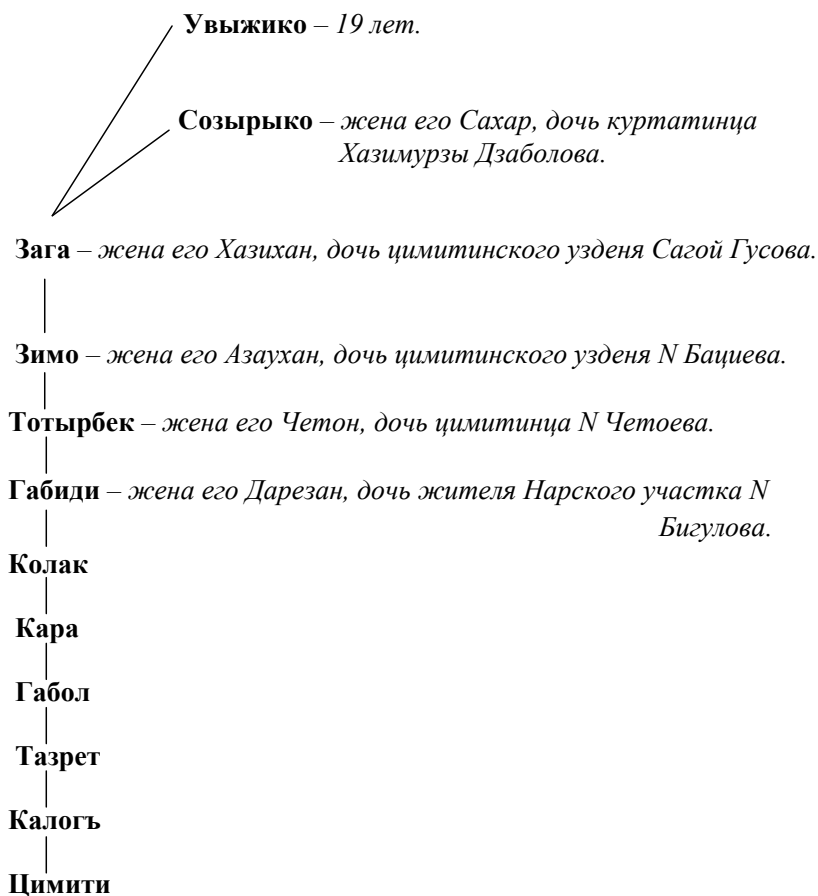 Увыжико – 19 лет.
Созырыко – жена его Сахар, дочь куртатинца
Хазимурзы Дзаболова.
Зага – жена его Хазихан, дочь цимитинского узденя Сагой Гусова.
Зимо – жена его Азаухан, дочь цимитинского узденя N Бациева.
Тотырбек – жена его Четон, дочь цимитинца N Четоева.
Габиди – жена его Дарезан, дочь жителя Нарского участка N
Бигулова.
Колак
Кара
Габол
Тазрет
Калогъ
Цимити